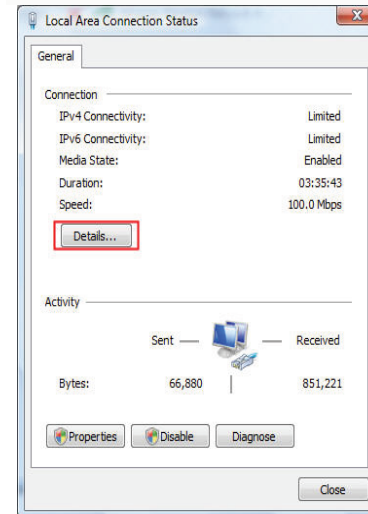 Local Area Connection Status
General
Connection
IPv4 Connectivity: Limited
IPv6 Connectivity: Limited
Media State: Enabled
Duration: 03:35:43
Speed: 100.0 Mbps
Details...
Activity
Sent — — Received
Bytes: 66,880 | 851,221
Properties Disable Diagnose
Close